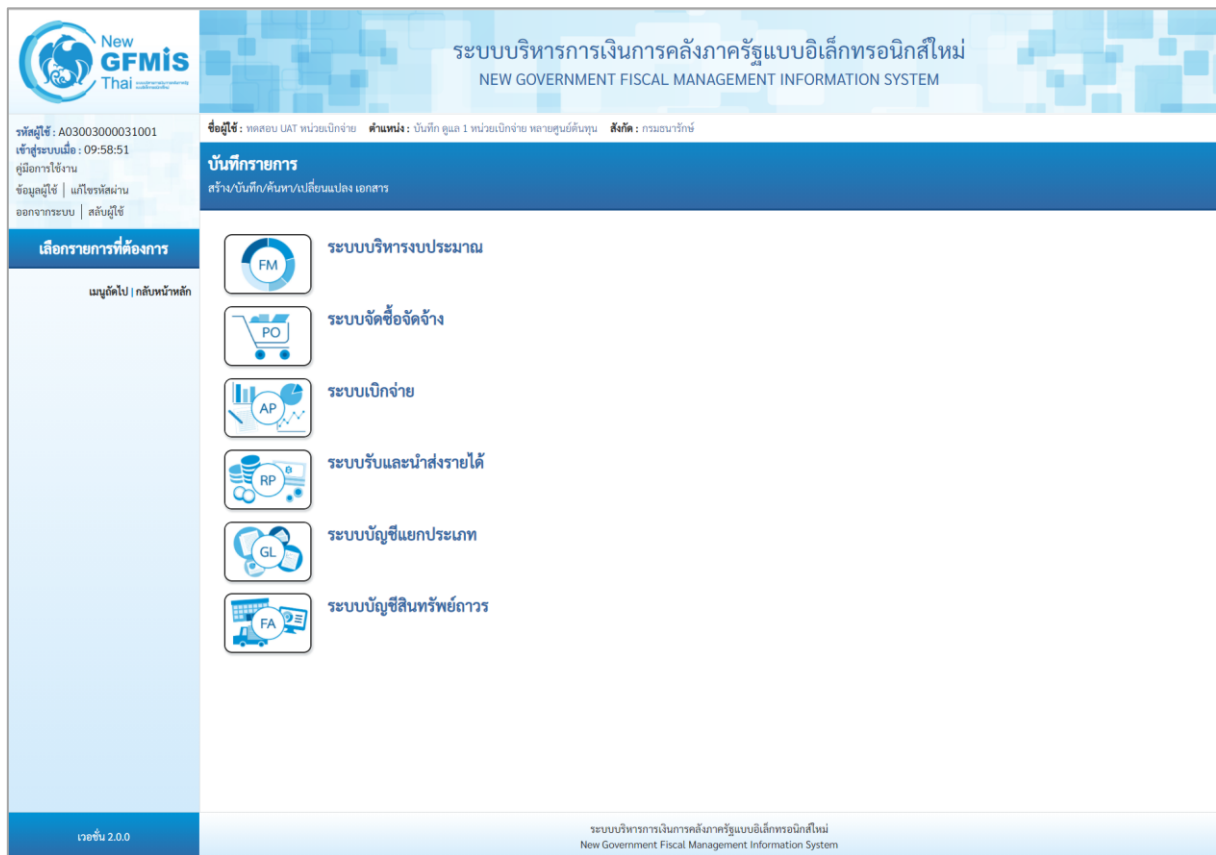 New
GFMiS
Thai
ระบบบริหารการเงินการคลังภาครัฐแบบอิเล็กทรอนิกส์ใหม่
NEW GOVERNMENT FISCAL MANAGEMENT INFORMATION SYSTEM
รหัสผู้ใช้ : A03003000031001
เข้าสู่ระบบเมื่อ : 09:58:51
คู่มือการใช้งาน
ข้อมูลผู้ใช้ | แก้ไขรหัสผ่าน
ออกจากระบบ | สลับผู้ใช้
ชื่อผู้ใช้ : ทดสอบ UAT หน่วยเบิกจ่าย ตำแหน่ง : บันทึก ดูแล 1 หน่วยเบิกจ่าย หลายศูนย์ต้นทุน สังกัด : กรมธนารักษ์
บันทึกรายการ
สร้าง/บันทึก/ค้นหา/เปลี่ยนแปลง เอกสาร
เลือกรายการที่ต้องการ
เมนูถัดไป | กลับหน้าหลัก
FM
ระบบบริหารงบประมาณ
PO
ระบบจัดซื้อจัดจ้าง
AP
ระบบเบิกจ่าย
RP
ระบบรับและนำส่งรายได้
GL
ระบบบัญชีแยกประเภท
FA
ระบบบัญชีสินทรัพย์ถาวร
เวอชั่น 2.0.0
ระบบบริหารการเงินการคลังภาครัฐแบบอิเล็กทรอนิกส์ใหม่
New Government Fiscal Management Information System